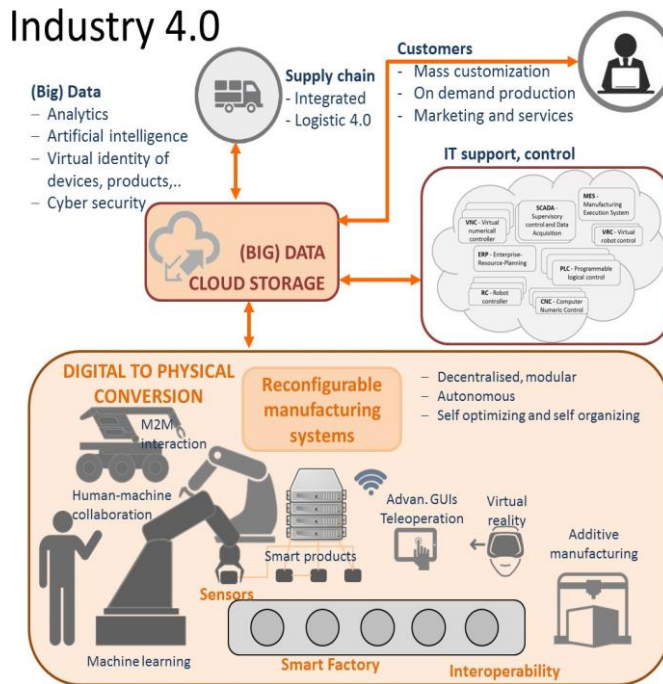 Industry 4.0
(Big) Data
– Analytics
– Artificial intelligence
– Virtual identity of
devices, products,..
– Cyber security
Supply chain
- Integrated
- Logistic 4.0
Customers
- Mass customization
- On demand production
- Marketing and services
IT support, control
VNC - Virtual
numericall
controller
SCADA -
Supervisory
control and Data
Acquisition
MES -
Manufacturing
Execution System
VRC - Virtual
robot control
ERP - Enterprise-
Resource-Planning
PLC - Programmable
logical control
RC - Robot
controller
CNC - Computer
Numeric Control
(BIG) DATA
CLOUD STORAGE
DIGITAL TO PHYSICAL
CONVERSION
Reconfigurable
manufacturing
systems
– Decentralised, modular
– Autonomous
– Self optimizing and self organizing
M2M
interaction
Human-machine
collaboration
Smart products
Advan. GUIs
Teleoperation
Virtual
reality
Additive
manufacturing
Sensors
Machine learning
Smart Factory
Interoperability